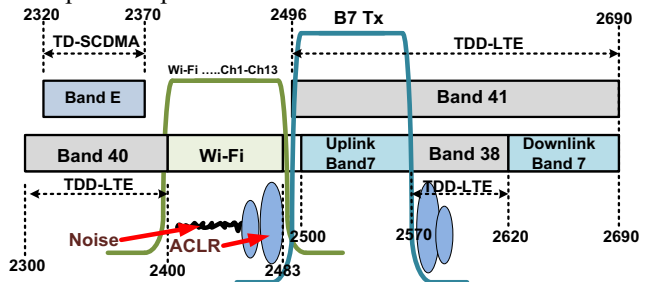 2320
2370
2496
B7 Tx
2690
TD-SCDMA
TDD-LTE
Wi-Fi .....Ch1-Ch13
Band E
Band 41
Band 40
Wi-Fi
Uplink
Band7
Band 38
Downlink
Band 7
TDD-LTE
TDD-LTE
Noise
ACLR
2500
2570
2620
2690
2300
2400
2483